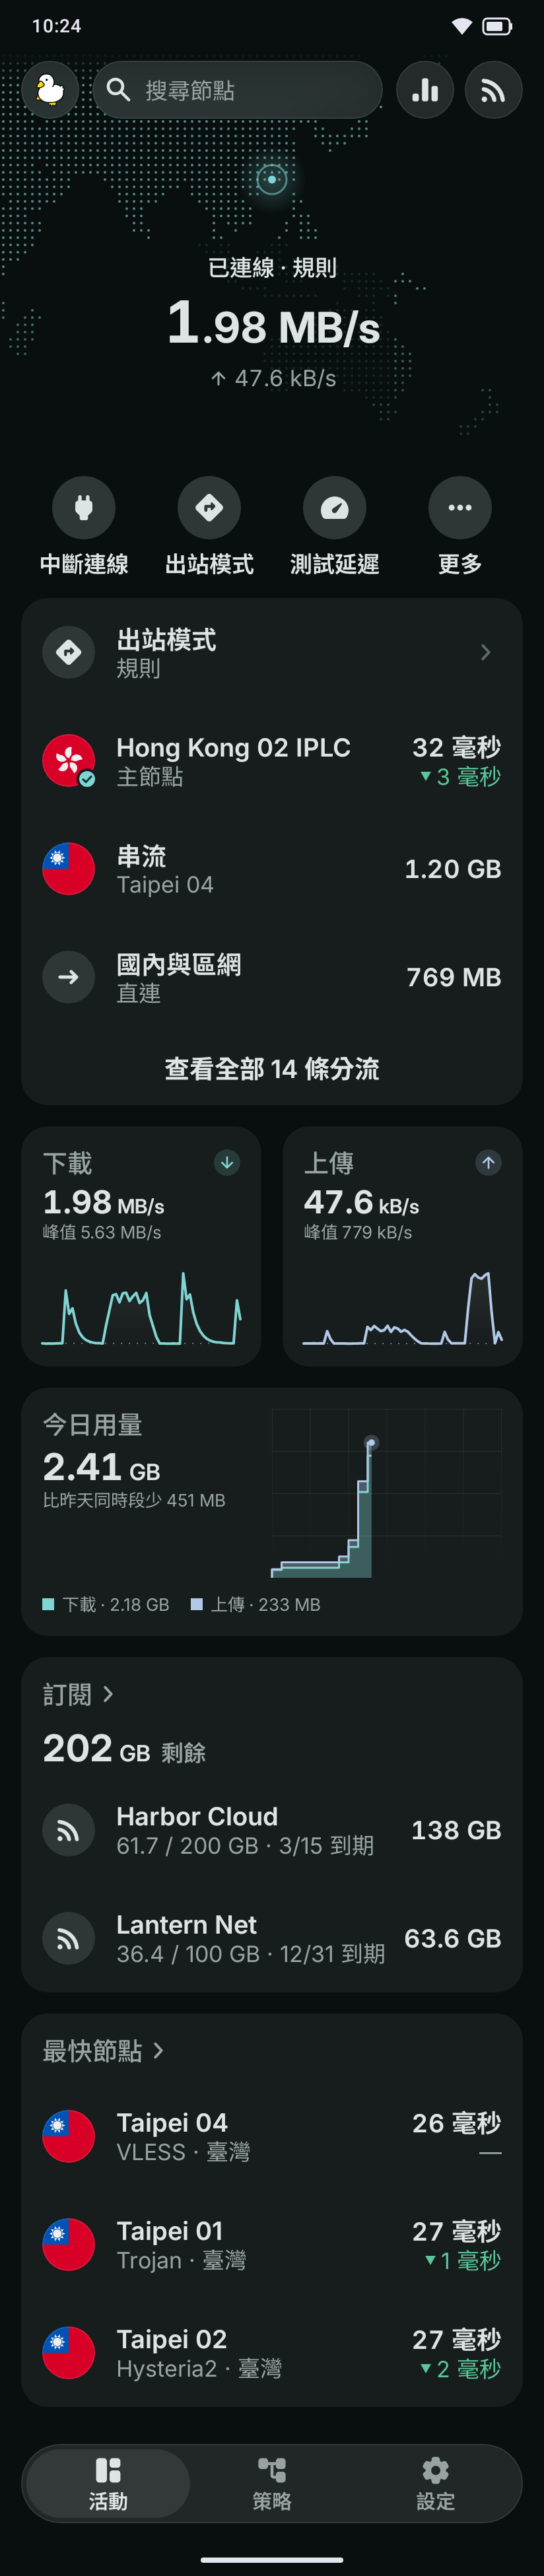 10:24
搜尋節點
已連線 · 規則
1.98 MB/s
↑ 47.6 kB/s
中斷連線
出站模式
測試延遲
更多
出站模式
規則
Hong Kong 02 IPLC
32 毫秒
主節點
▼3 毫秒
串流
Taipei 04
1.20 GB
國內與區網
直連
769 MB
查看全部 14 條分流
下載
1.98 MB/s
峰值 5.63 MB/s
上傳
47.6 kB/s
峰值 779 kB/s
今日用量
2.41 GB
比昨天同時段少 451 MB
下載 · 2.18 GB
上傳 · 233 MB
訂閱
202 GB 剩餘
Harbor Cloud
61.7 / 200 GB · 3/15 到期
138 GB
Lantern Net
36.4 / 100 GB · 12/31 到期
63.6 GB
最快節點
Taipei 04
26 毫秒
VLESS · 臺灣
—
Taipei 01
27 毫秒
Trojan · 臺灣
▼1 毫秒
Taipei 02
27 毫秒
Hysteria2 · 臺灣
▼2 毫秒
活動
策略
設定